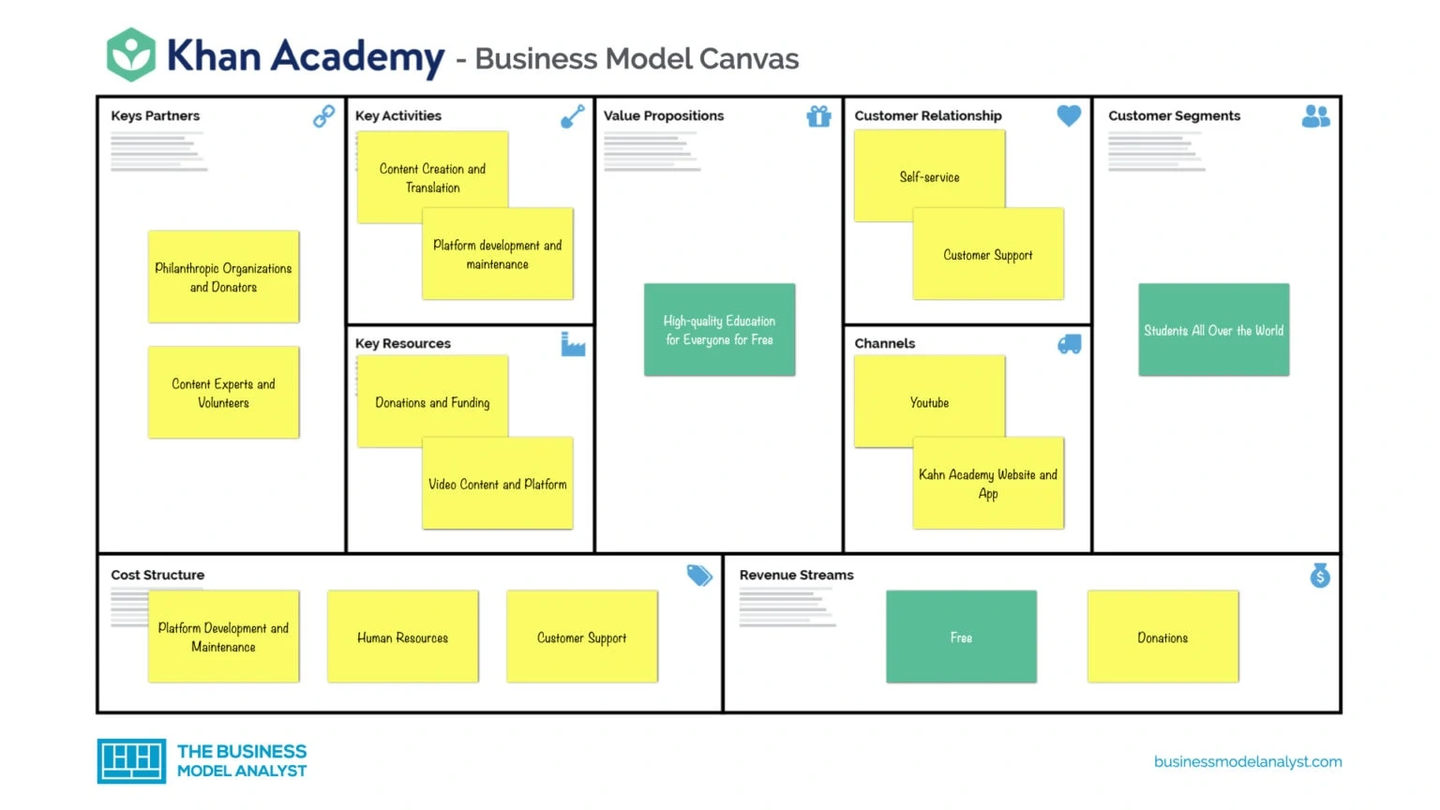 Khan Academy - Business Model Canvas
Keys Partners
Philanthropic Organizations
and Donators
Content Experts and
Volunteers
Key Activities
Content Creation and
Translation
Platform development and
maintenance
Key Resources
Donations and Funding
Video Content and Platform
Value Propositions
High-quality Education
for Everyone for Free
Customer Relationship
Self-service
Customer Support
Channels
Youtube
Kahn Academy Website and
App
Customer Segments
Students All Over the World
Cost Structure
Platform Development and
Maintenance
Human Resources
Customer Support
Revenue Streams
Free
Donations
THE BUSINESS
MODEL ANALYST
businessmodelanalyst.com